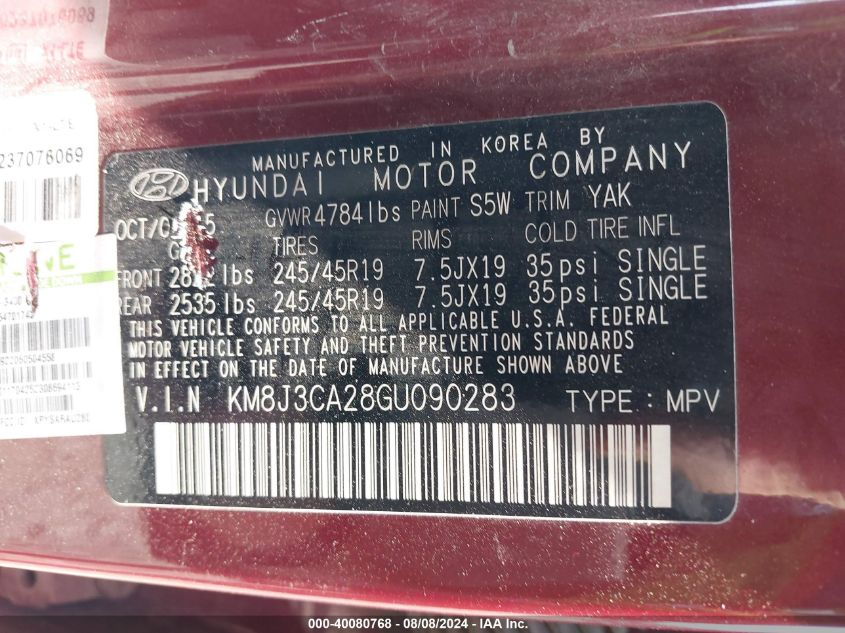 237076069
MANUFACTURED IN KOREA BY
HYUNDAI MOTOR COMPANY
GVWR 4784 lbs PAINT S5W TRIM YAK
TIRES RIMS COLD TIRE INFL
FRONT lbs 245/45R19 7.5JX19 35psi SINGLE
REAR 2535 lbs 245/45R19 7.5JX19 35psi SINGLE
THIS VEHICLE CONFORMS TO ALL APPLICABLE U.S.A. FEDERAL
MOTOR VEHICLE SAFETY AND THEFT PREVENTION STANDARDS
IN EFFECT ON THE DATE OF MANUFACTURE SHOWN ABOVE
V.I.N KM8J3CA28GU090283 TYPE : MPV
000-40080768 - COPART - 08/08/2024 - IAA Inc.